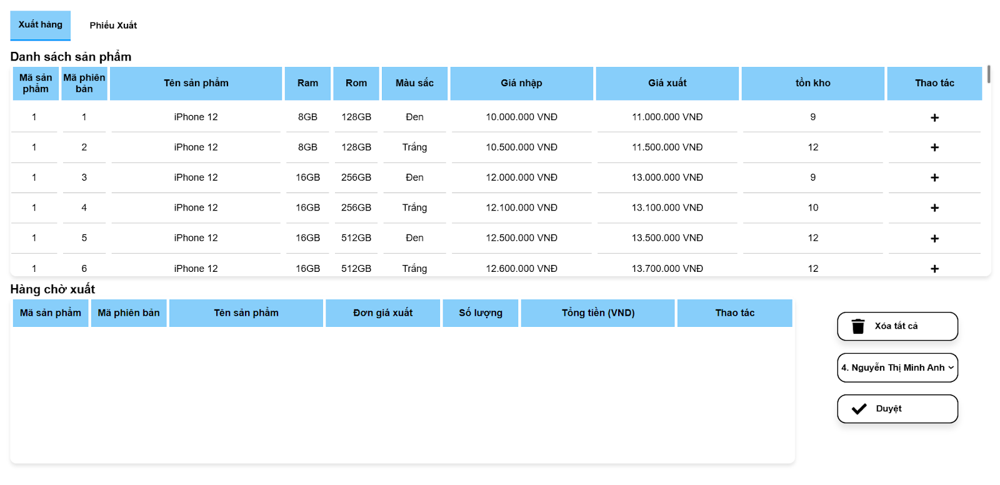 Xuất hàng Phiếu Xuất
Danh sách sản phẩm
Mã sản phẩm Mã phiên bản Tên sản phẩm Ram Rom Màu sắc Giá nhập Giá xuất tồn kho Thao tác
1 1 iPhone 12 8GB 128GB Đen 10.000.000 VNĐ 11.000.000 VNĐ 9 +
1 2 iPhone 12 8GB 128GB Trắng 10.500.000 VNĐ 11.500.000 VNĐ 12 +
1 3 iPhone 12 16GB 256GB Đen 12.000.000 VNĐ 13.000.000 VNĐ 9 +
1 4 iPhone 12 16GB 256GB Trắng 12.100.000 VNĐ 13.100.000 VNĐ 10 +
1 5 iPhone 12 16GB 512GB Đen 12.500.000 VNĐ 13.500.000 VNĐ 12 +
1 6 iPhone 12 16GB 512GB Trắng 12.600.000 VNĐ 13.700.000 VNĐ 12 +
Hàng chờ xuất
Mã sản phẩm Mã phiên bản Tên sản phẩm Đơn giá xuất Số lượng Tổng tiền (VND) Thao tác
Xóa tất cả
4. Nguyễn Thị Minh Anh
Duyệt